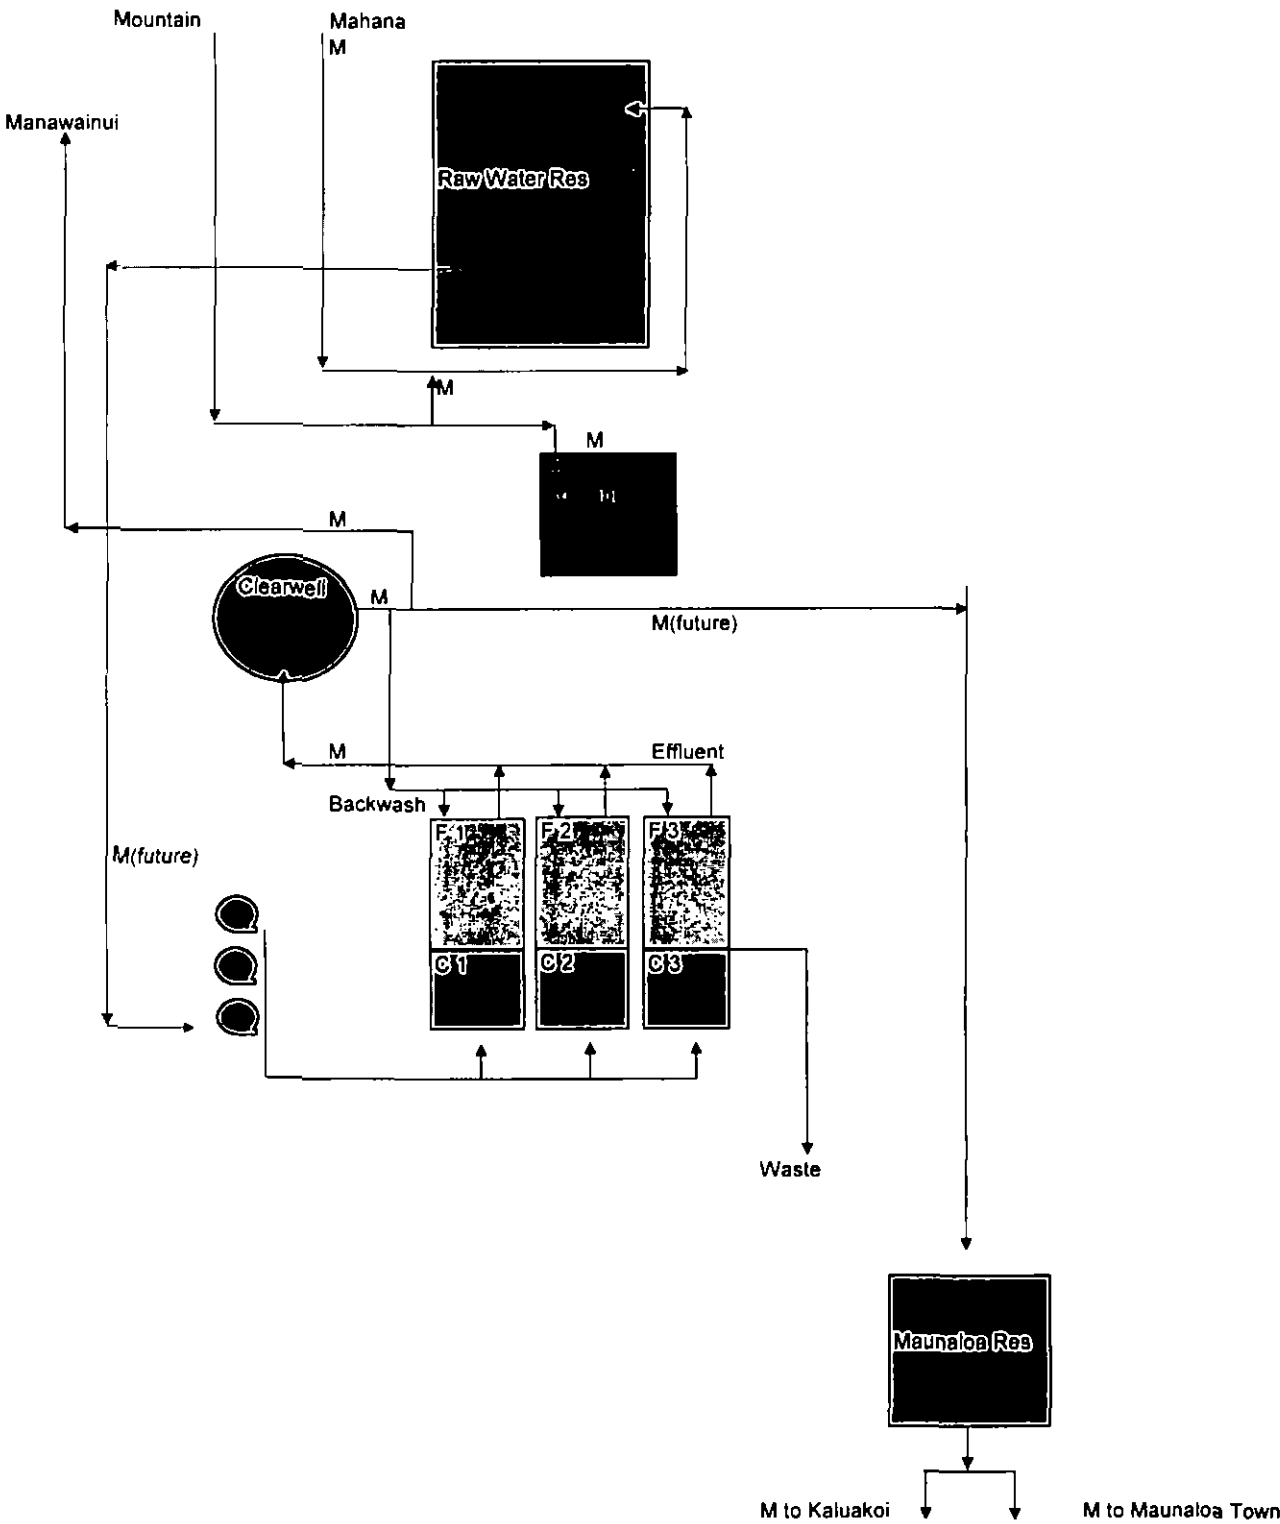 Mountain
Mahana
M
Manawainui
Raw Water Res
M
M
M
Clearwell
M
M(future)
M
Effluent
Backwash
F 1
F 2
F 3
M(future)
C 1
C 2
C 3
Waste
Maunaloa Res
M to Kaluakoi
M to Maunaloa Town